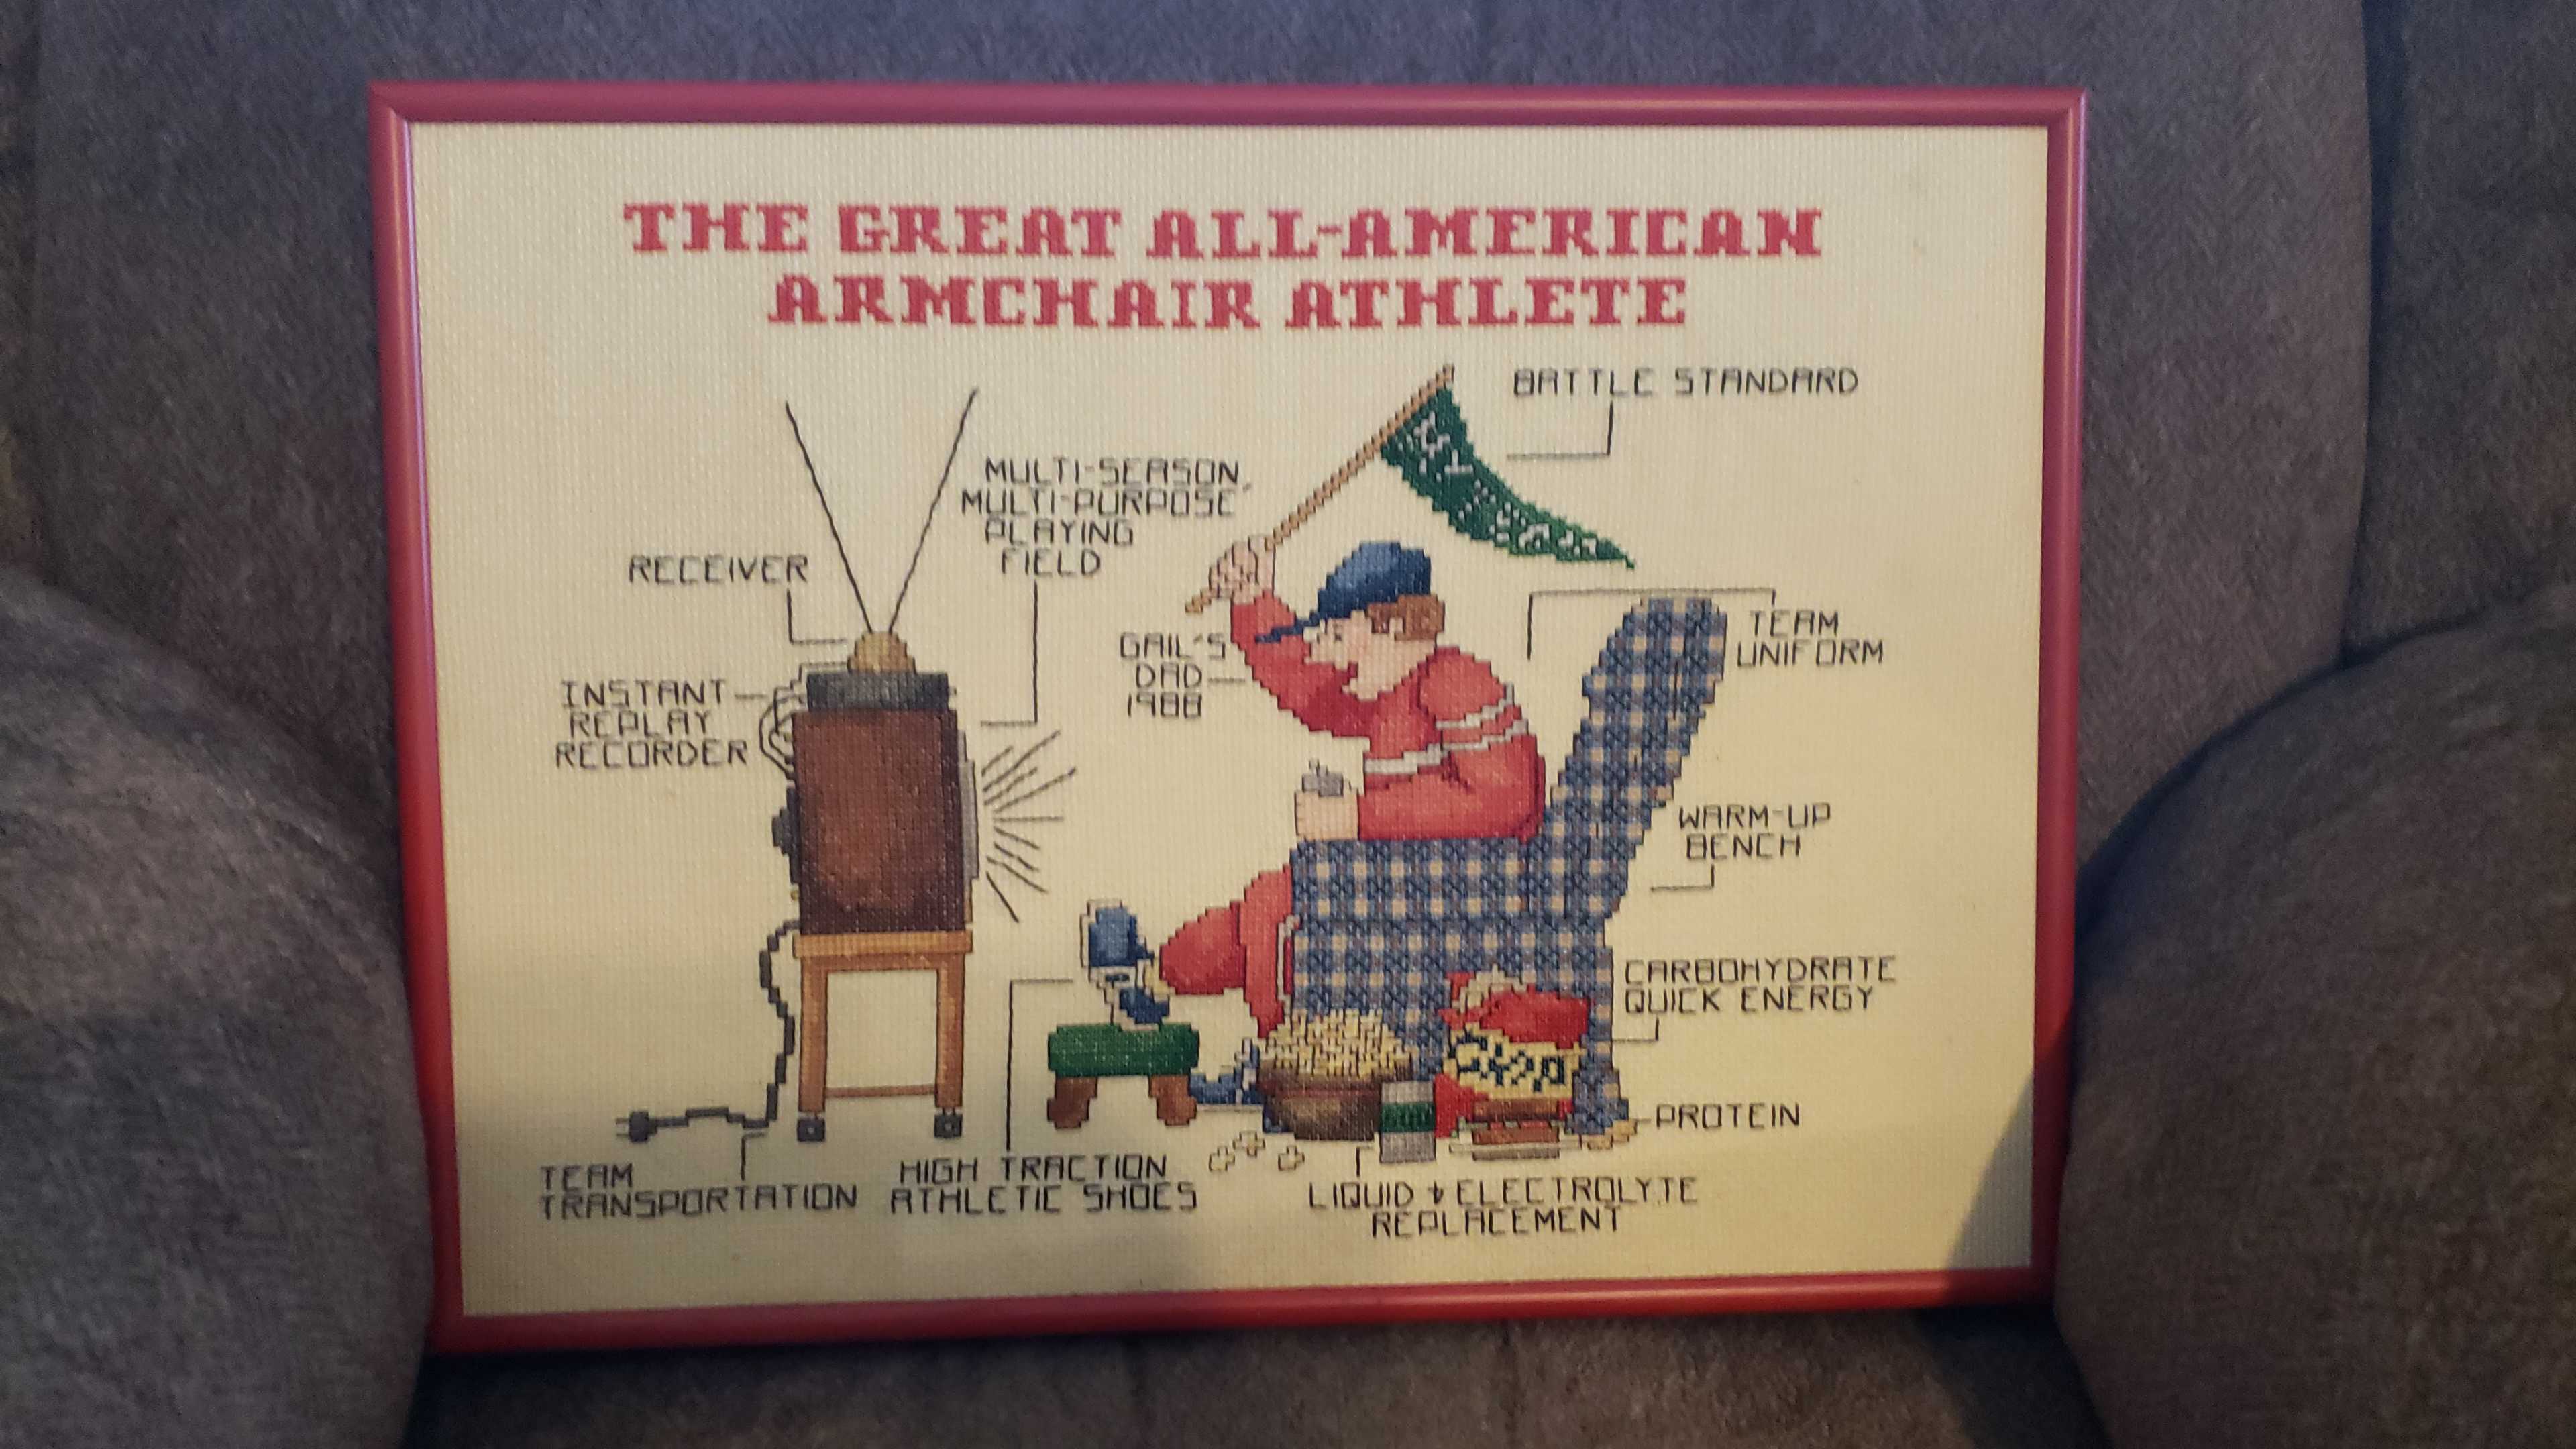 THE GREAT ALL-AMERICAN
ARMCHAIR ATHLETE
BATTLE STANDARD
MULTI-SEASON,
MULTI-PURPOSE
PLAYING
FIELD
RECEIVER
GAIL'S
DAD
1988
TEAM
UNIFORM
INSTANT
REPLAY
RECORDER
WARM-UP
BENCH
CARBOHYDRATE
QUICK ENERGY
PROTEIN
TEAM
TRANSPORTATION
HIGH TRACTION
ATHLETIC SHOES
LIQUID & ELECTROLYTE
REPLACEMENT